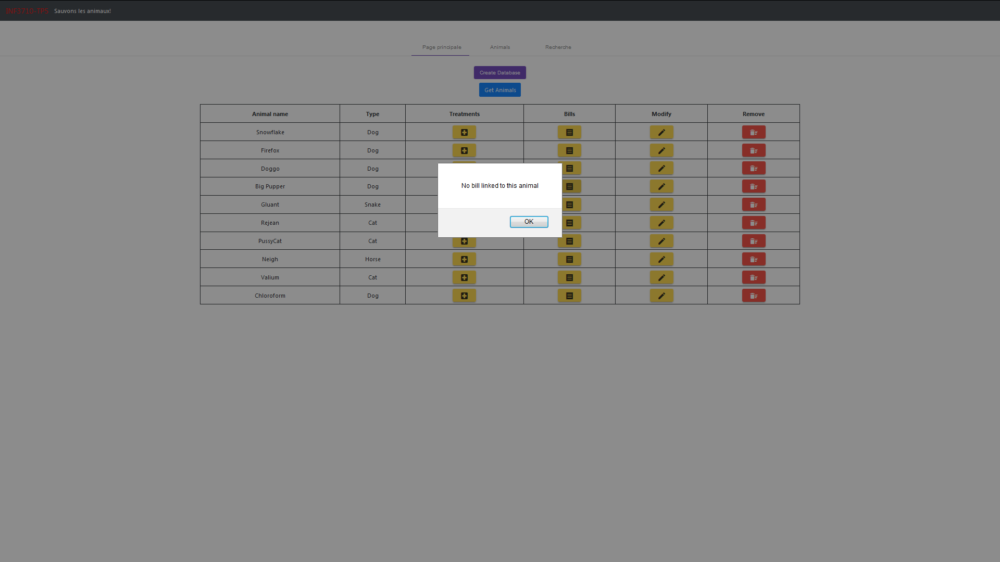 INF3710-TP5 Sauvons les animaux!
Page principale Animals Recherche
Create Database
Get Animals
Animal name Type Treatments Bills Modify Remove
Snowflake Dog
Firefox Dog
Doggo Dog
Big Pupper Dog
Gluant Snake
Rejean Cat
PussyCat Cat
Neigh Horse
Valium Cat
Chloroform Dog
No bill linked to this animal
OK